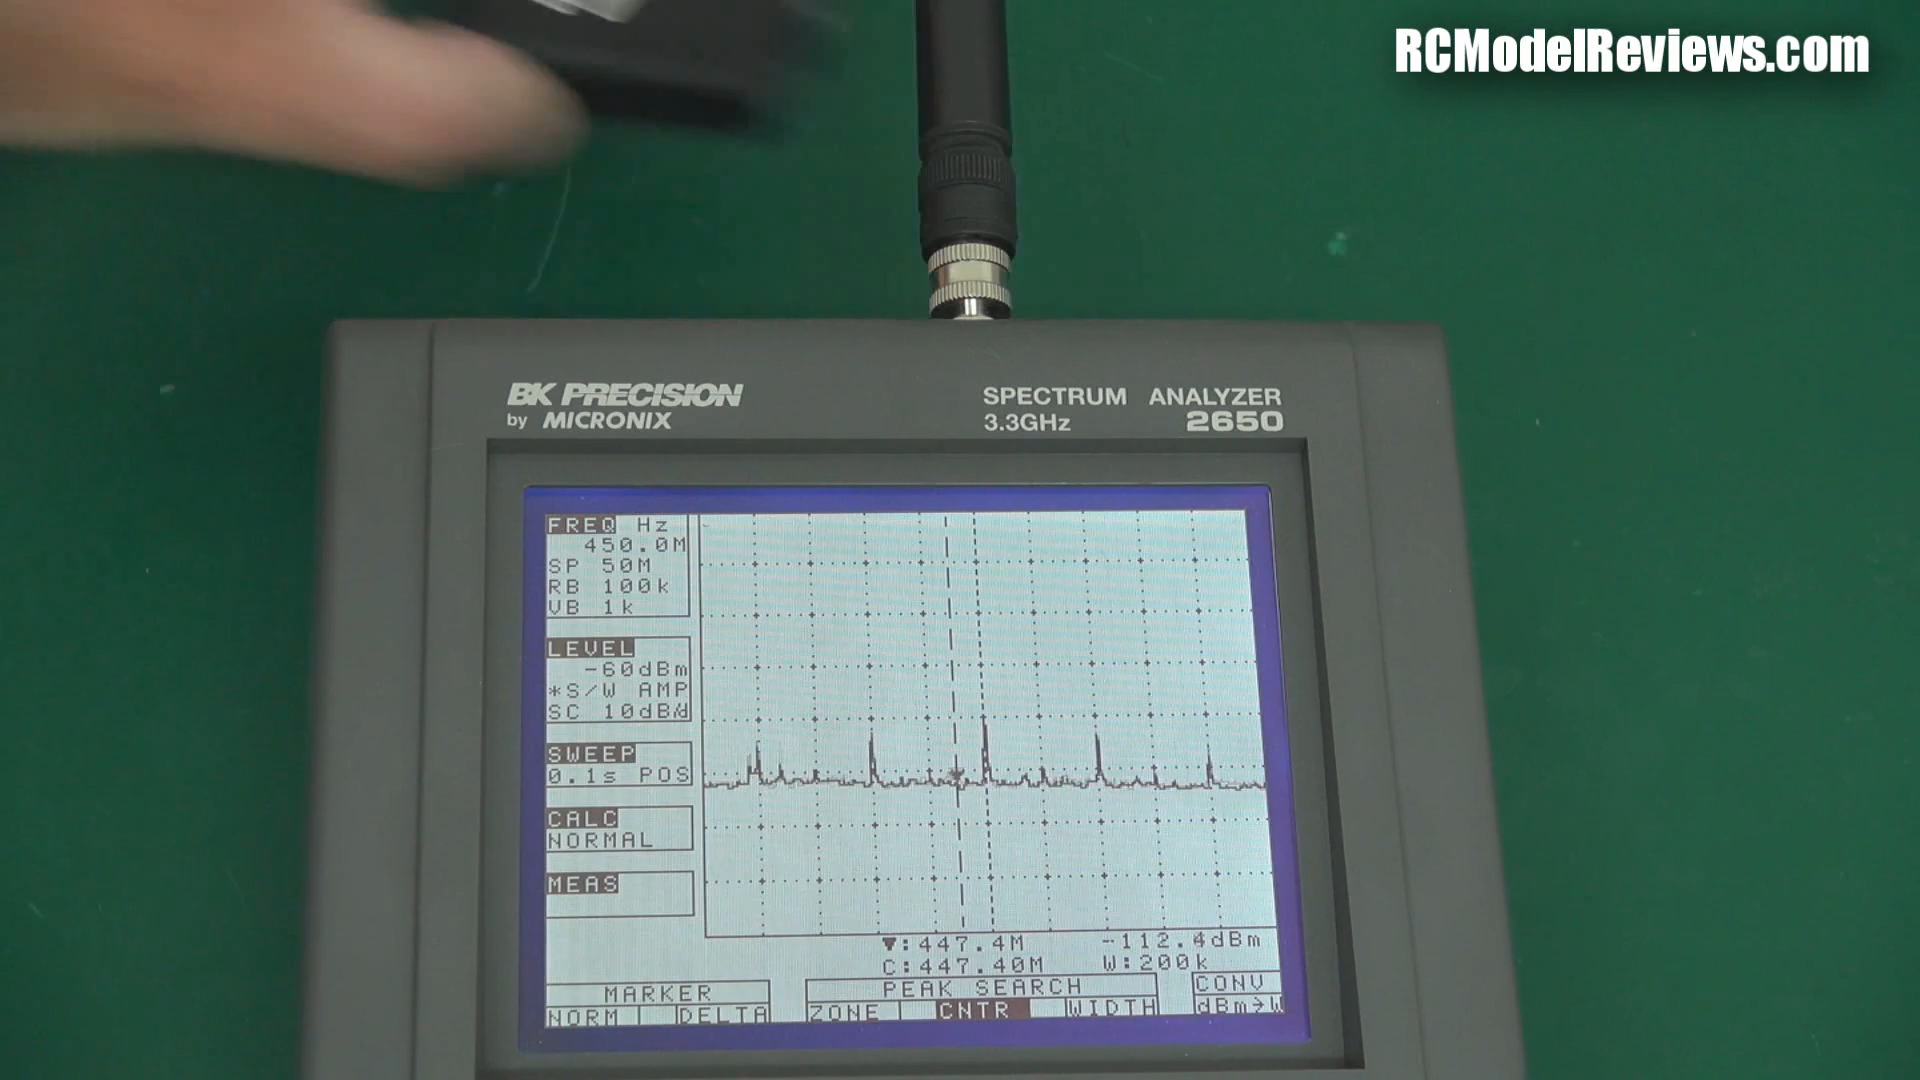 RCModelReviews.com
BK PRECISION
by MICRONIX
SPECTRUM ANALYZER
3.3GHz 2650
FREQ Hz
450.0M
SP 50M
RB 100k
VB 1k
LEVEL
-60dBm
*S/W AMP
SC 10dB/d
SWEEP
0.1s POS
CALC
NORMAL
MEAS
▼:447.4M -112.4dBm
C:447.40M W:200k
MARKER
NORM DELTA
PEAK SEARCH
ZONE CNTR WIDTH
CONV
dBm→W